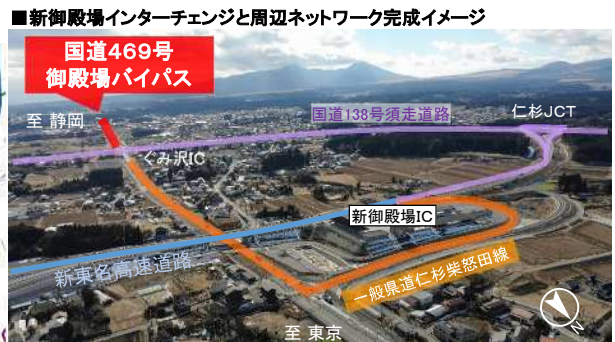 ■新御殿場インターチェンジと周辺ネットワーク完成イメージ
国道469号
御殿場バイパス
至 静岡
国道138号須走道路
仁杉JCT
ぐみ沢IC
新御殿場IC
新東名高速道路
一般県道仁杉柴怒田線
至 東京
N